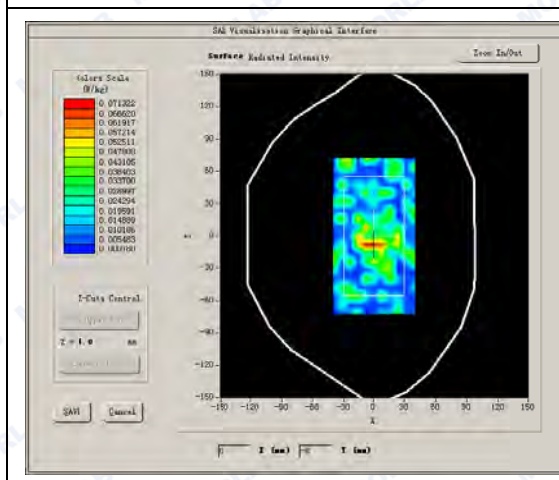 SAR Visualisation Graphical Interface
Surface Radiated Intensity
Zoom In/Out
Colors Scale
(W/kg)
0.071322
0.066620
0.061917
0.057214
0.052511
0.047808
0.043105
0.038403
0.033700
0.028997
0.024294
0.019591
0.014889
0.010186
0.005483
0.000780
150
120
90
60
30
0
-30
-60
-90
-120
-150
Y
-150 -120 -90 -60 -30 0 30 60 90 120 150
X
Z-Cuts Control
mm
SAVE
Cancel
0 X (mm) -8 Y (mm)